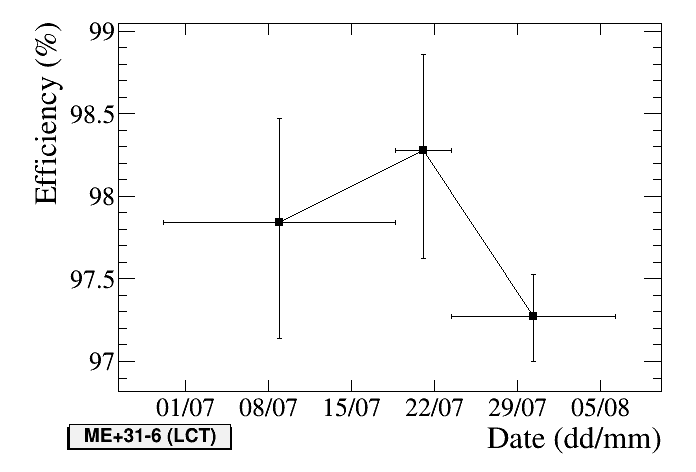 Efficiency (%)
99
98.5
98
97.5
97
01/07 08/07 15/07 22/07 29/07 05/08
ME+31-6 (LCT)
Date (dd/mm)